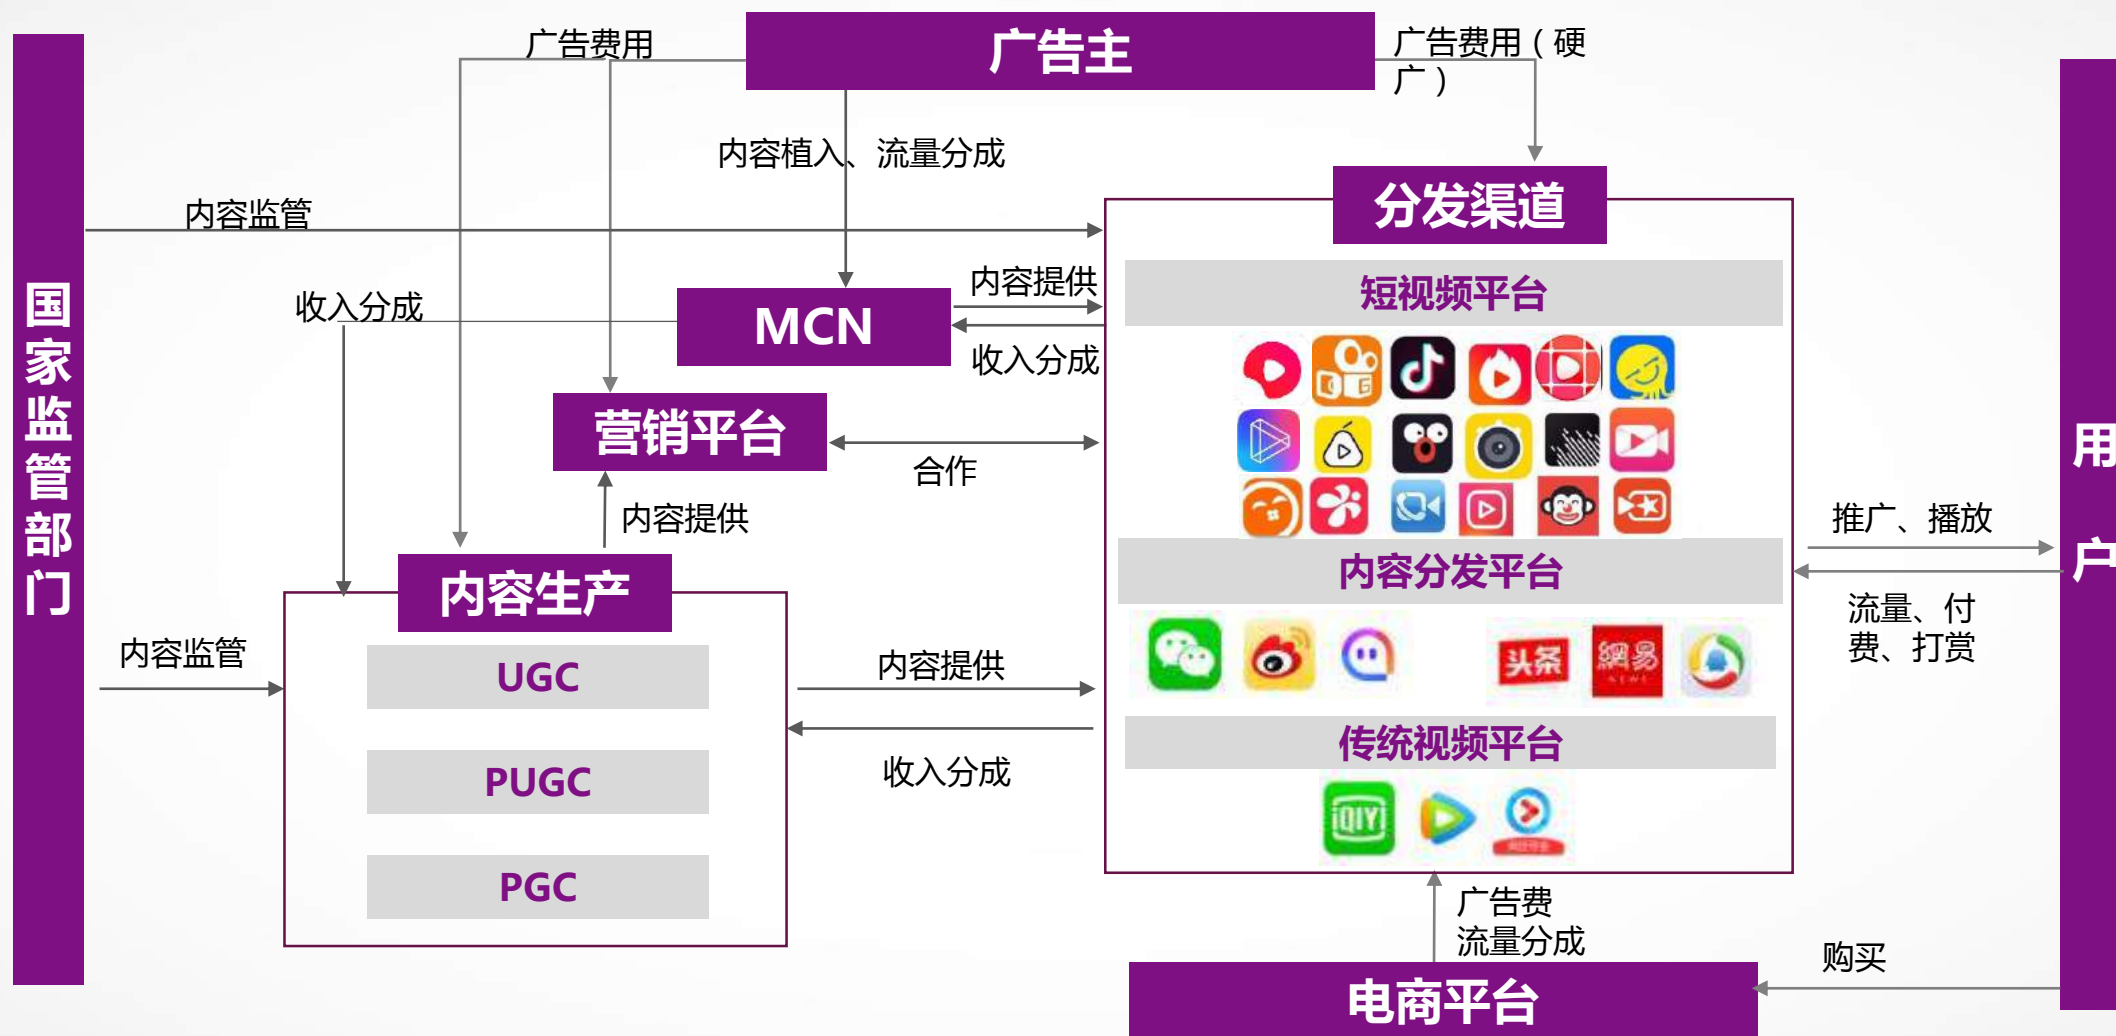 广告主
广告费用
广告费用（硬
广）
内容植入、流量分成
分发渠道
内容监管
国家监管部门
收入分成
MCN
内容提供
收入分成
短视频平台
营销平台
合作
内容提供
内容生产
UGC
PUGC
PGC
内容监管
内容提供
收入分成
内容分发平台
头条
網易
NEWS
传统视频平台
iQIYI
推广、播放
流量、付
费、打赏
用户
广告费
流量分成
电商平台
购买